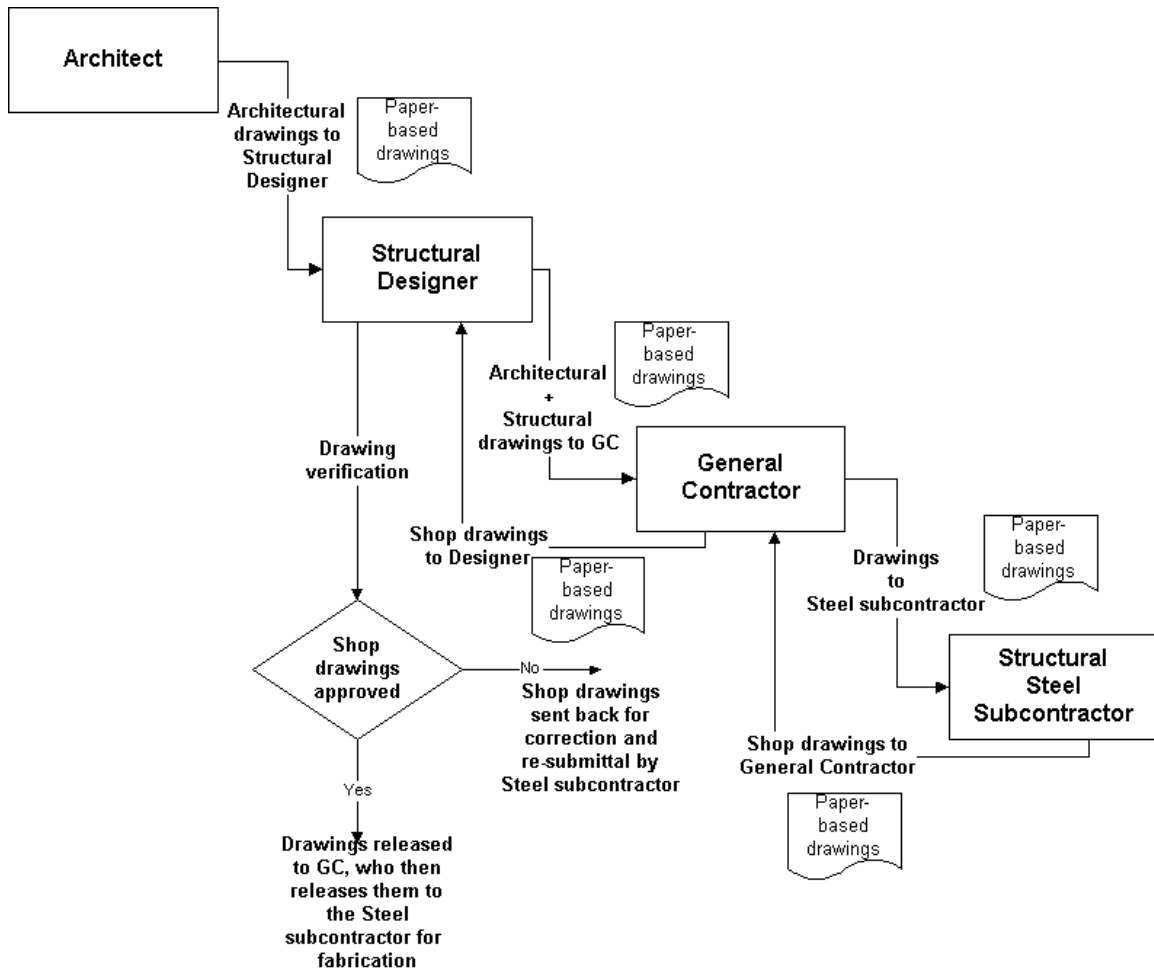 Architect
Architectural
drawings to
Structural
Designer
Paper-
based
drawings
Structural
Designer
Paper-
based
drawings
Architectural
+
Structural
drawings to GC
Drawing
verification
General
Contractor
Shop drawings
to Designer
Paper-
based
drawings
Drawings
to
Steel subcontractor
Paper-
based
drawings
Shop
drawings
approved
No
Shop drawings
sent back for
correction and
re-submittal by
Steel subcontractor
Structural
Steel
Subcontractor
Shop drawings to
General Contractor
Paper-
based
drawings
Yes
Drawings released
to GC, who then
releases them to
the Steel
subcontractor for
fabrication